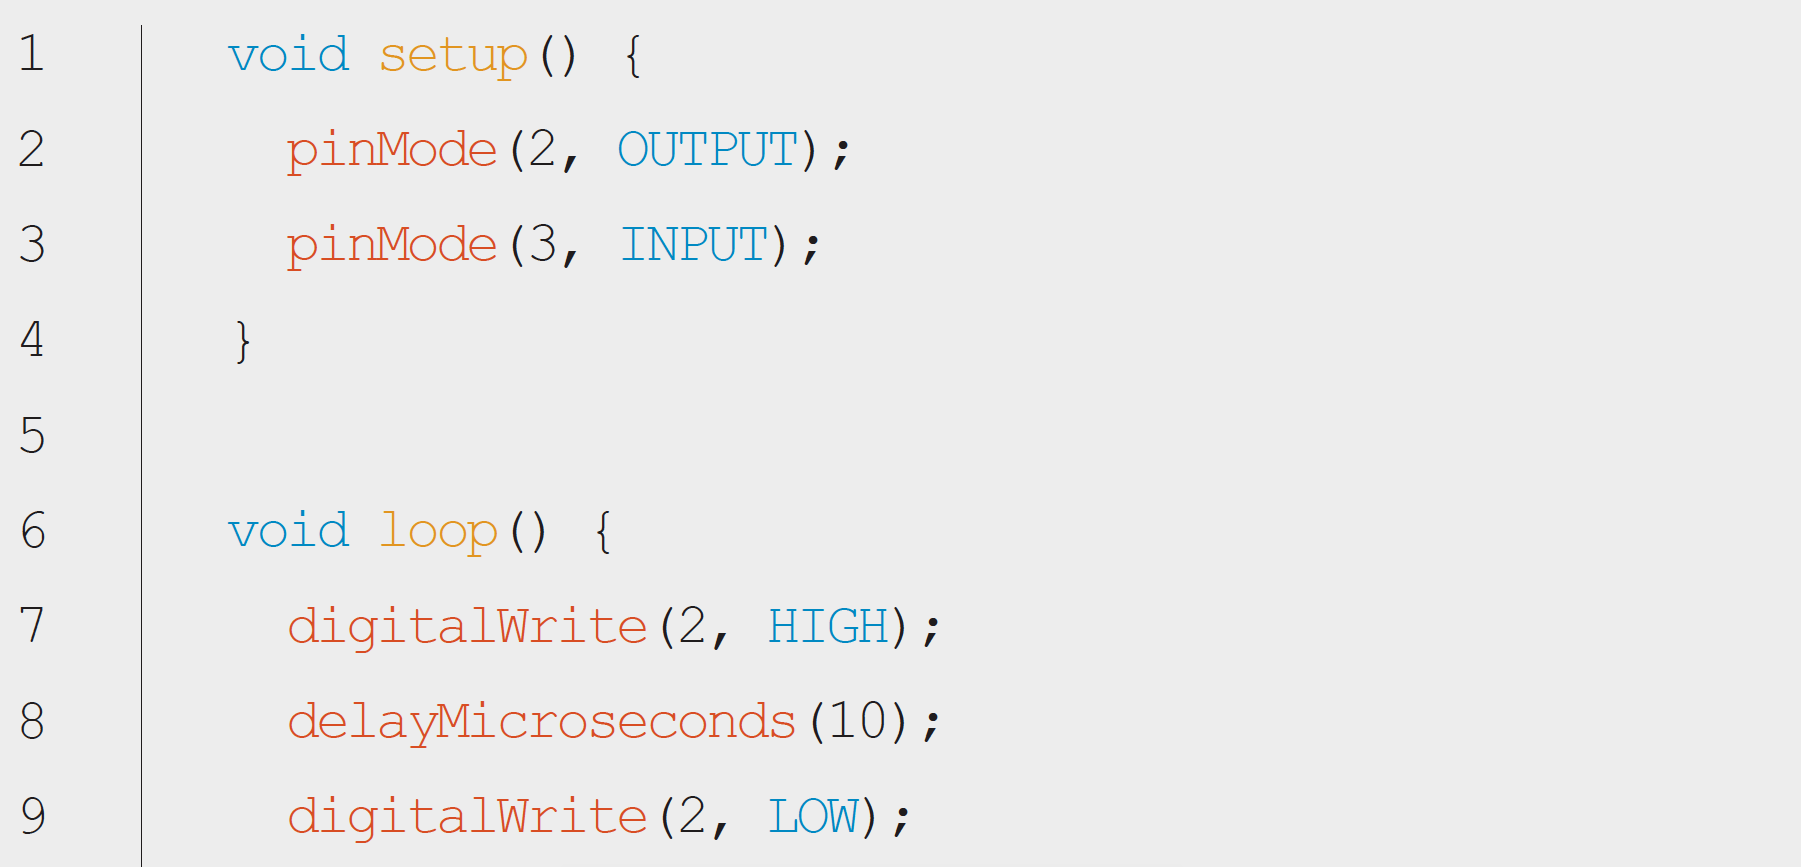 1 void setup() {
2 pinMode(2, OUTPUT);
3 pinMode(3, INPUT);
4 }
5
6 void loop() {
7 digitalWrite(2, HIGH);
8 delayMicroseconds(10);
9 digitalWrite(2, LOW);